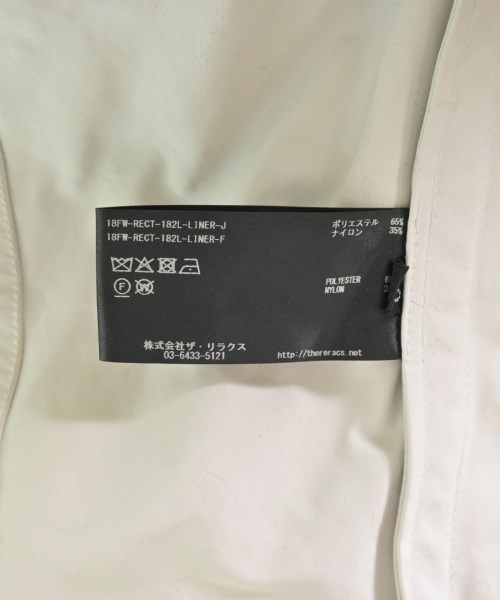 18FW-RECT-182L-LINER-J
18FW-RECT-182L-LINER-F
ポリエステル 65%
ナイロン 35%
POLYESTER
NYLON
F
W
株式会社ザ・リラクス
03-6433-5121
http://thereracs.net